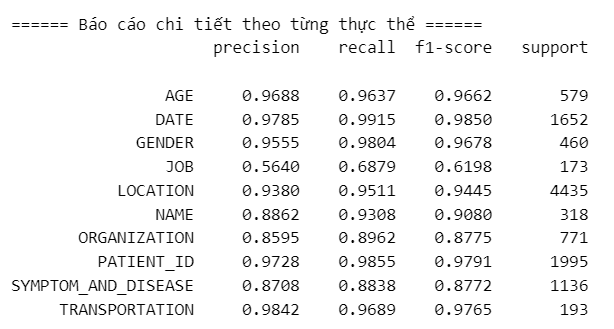 ====== Báo cáo chi tiết theo từng thực thể ======
precision recall f1-score support
AGE 0.9688 0.9637 0.9662 579
DATE 0.9785 0.9915 0.9850 1652
GENDER 0.9555 0.9804 0.9678 460
JOB 0.5640 0.6879 0.6198 173
LOCATION 0.9380 0.9511 0.9445 4435
NAME 0.8862 0.9308 0.9080 318
ORGANIZATION 0.8595 0.8962 0.8775 771
PATIENT_ID 0.9728 0.9855 0.9791 1995
SYMPTOM_AND_DISEASE 0.8708 0.8838 0.8772 1136
TRANSPORTATION 0.9842 0.9689 0.9765 193